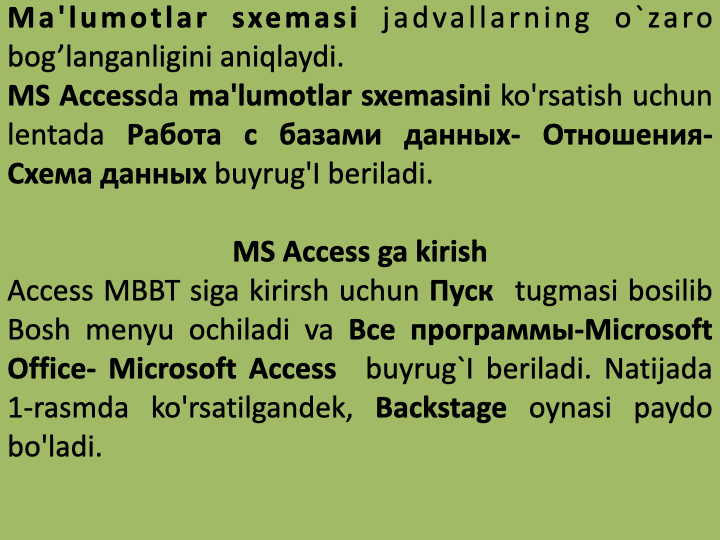 Ma'lumotlar sxemasi jadvallarning o`zaro
bog’langanligini aniqlaydi.
MS Accessda ma'lumotlar sxemasini ko'rsatish uchun
lentada Работа с базами данных- Отношения-
Схема данных buyrug'I beriladi.
MS Access ga kirish
Access MBBT siga kirirsh uchun Пуск tugmasi bosilib
Bosh menyu ochiladi va Все программы-Microsoft
Office- Microsoft Access buyrug`I beriladi. Natijada
1-rasmda ko'rsatilgandek, Backstage oynasi paydo
bo'ladi.